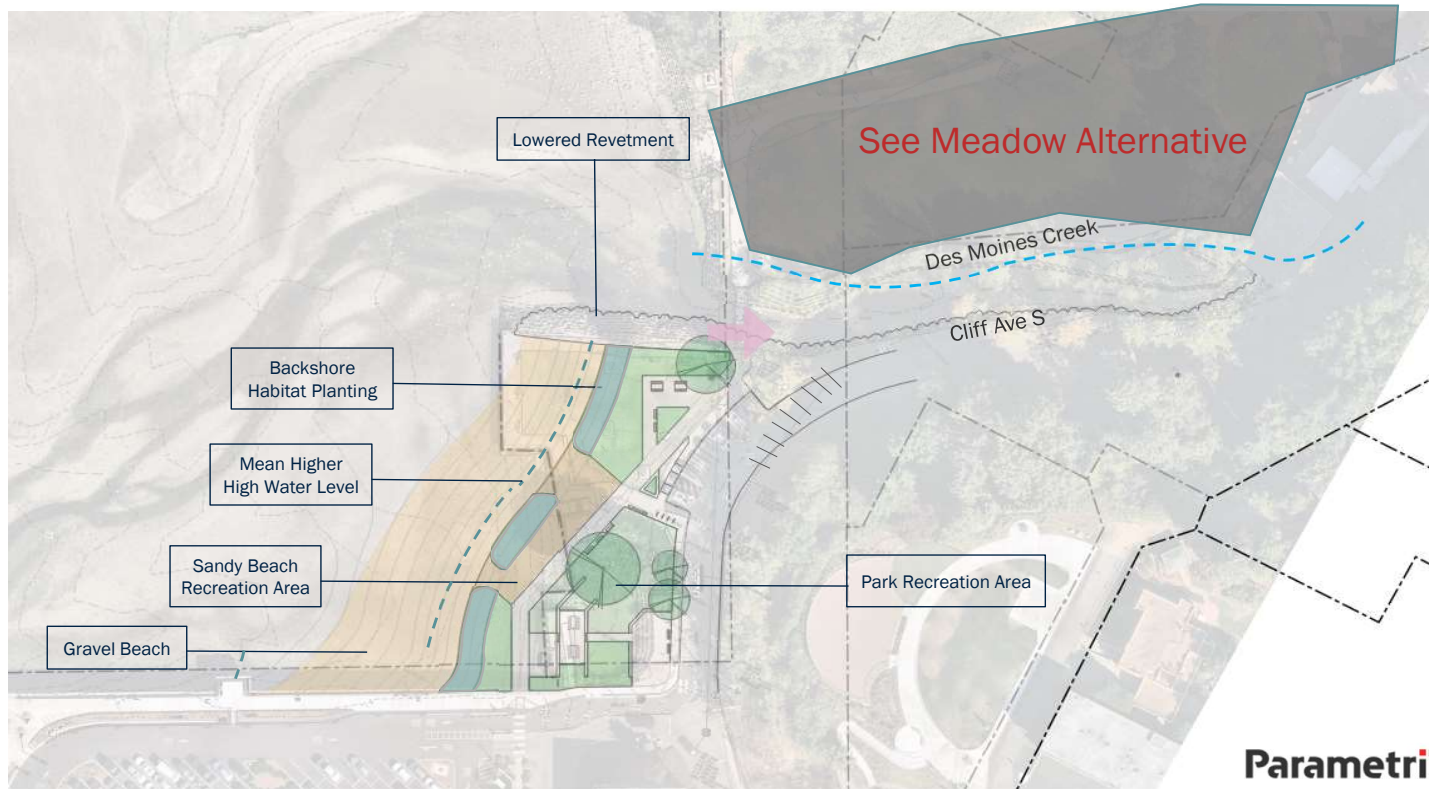 See Meadow Alternative
Lowered Revetment
Des Moines Creek
Cliff Ave S
Backshore
Habitat Planting
Mean Higher
High Water Level
Sandy Beach
Recreation Area
Park Recreation Area
Gravel Beach
Parametri